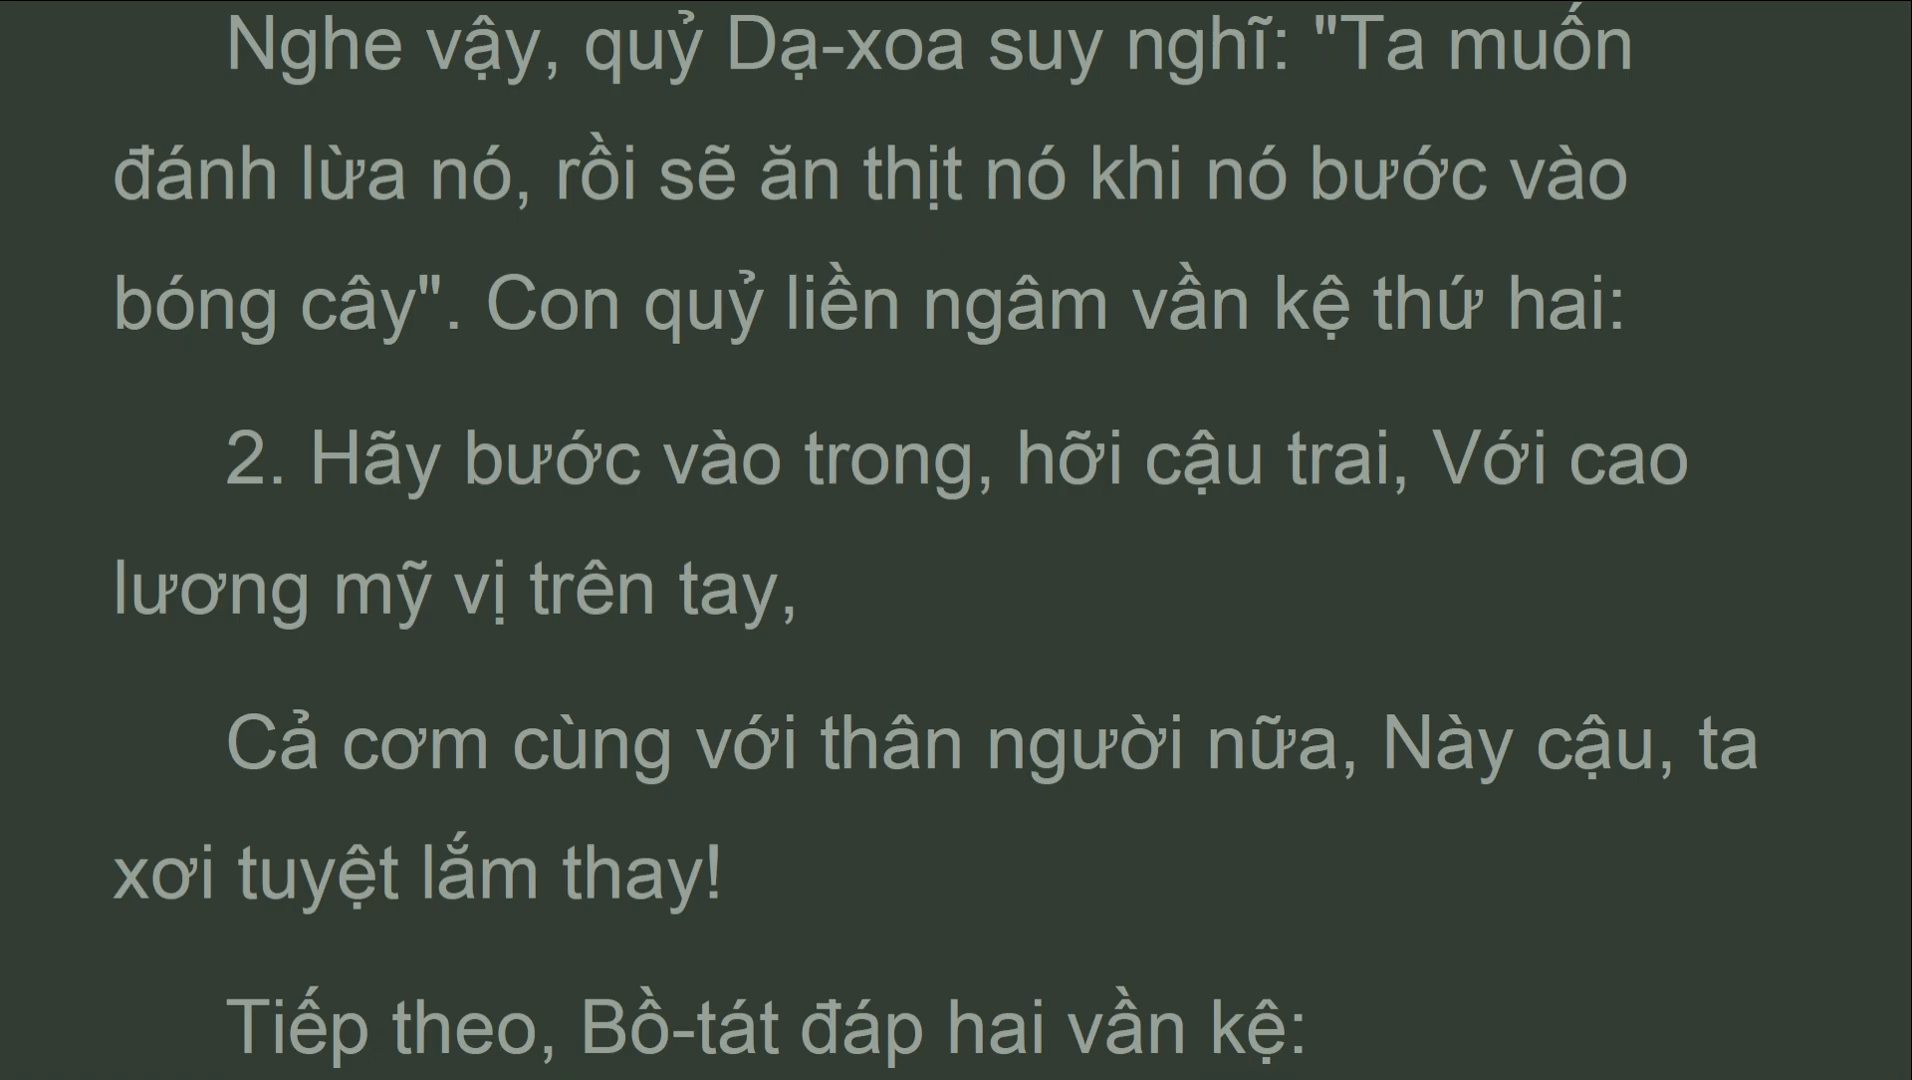 Nghe vậy, quỷ Dạ-xoa suy nghĩ: "Ta muốn
đánh lừa nó, rồi sẽ ăn thịt nó khi nó bước vào
bóng cây". Con quỷ liền ngâm vần kệ thứ hai:
2. Hãy bước vào trong, hỡi cậu trai, Với cao
lương mỹ vị trên tay,
Cả cơm cùng với thân người nữa, Này cậu, ta
xơi tuyệt lắm thay!
Tiếp theo, Bồ-tát đáp hai vần kệ: